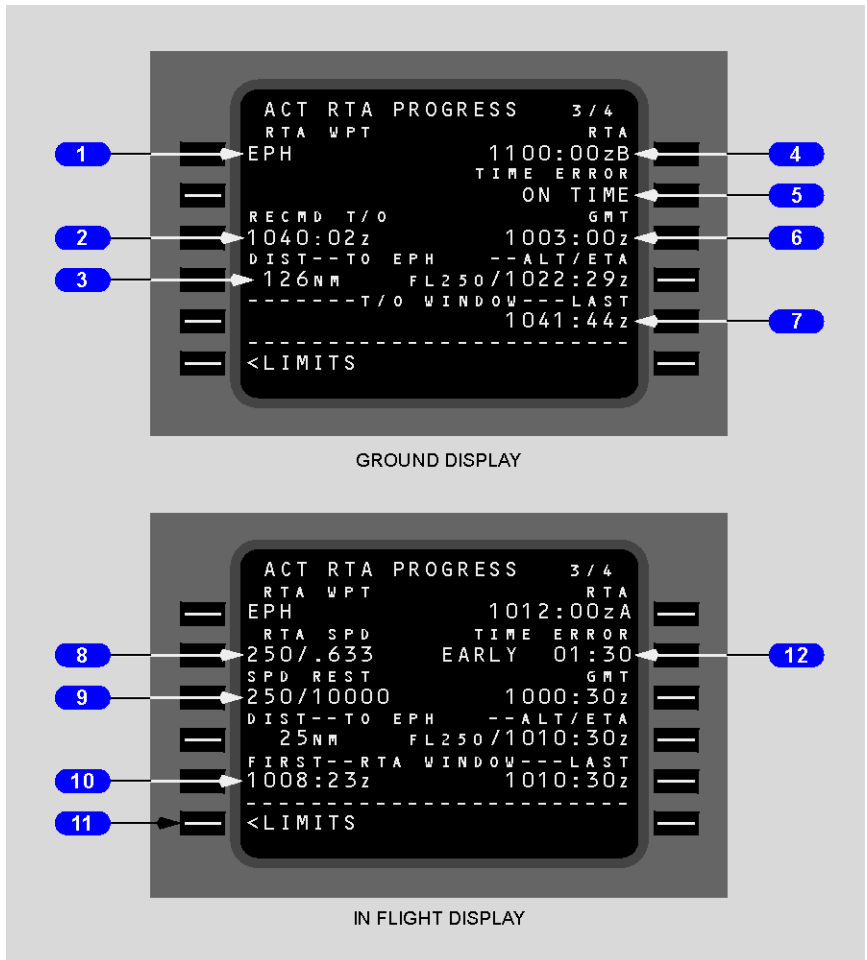 ACT RTA PROGRESS 3/4
RTA WPT RTA
1 EPH 1100:00zB 4
TIME ERROR
ON TIME 5
RECMD T/O GMT
2 1040:02z 1003:00z 6
DIST--TO EPH --ALT/ETA
3 126NM FL250/1022:29z
-------T/O WINDOW---LAST
1041:44z 7
------------------------
<LIMITS
GROUND DISPLAY
ACT RTA PROGRESS 3/4
RTA WPT RTA
EPH 1012:00zA
RTA SPD TIME ERROR
8 250/.633 EARLY 01:30 12
SPD REST GMT
9 250/10000 1000:30z
DIST--TO EPH --ALT/ETA
25NM FL250/1010:30z
FIRST--RTA WINDOW---LAST
10 1008:23z 1010:30z
------------------------
11 <LIMITS
IN FLIGHT DISPLAY